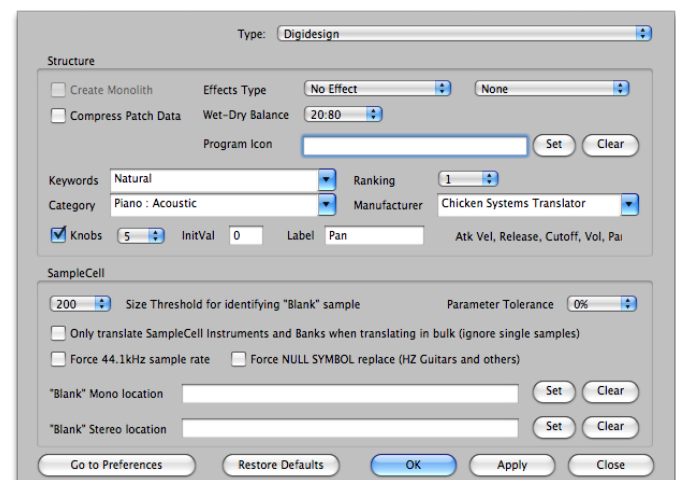 Type: Digidesign
Structure
Create Monolith Effects Type No Effect None
Compress Patch Data Wet-Dry Balance 20:80
Program Icon Set Clear
Keywords Natural Ranking 1
Category Piano : Acoustic Manufacturer Chicken Systems Translator
Knobs 5 InitVal 0 Label Pan Atk Vel, Release, Cutoff, Vol, Pa
SampleCell
200 Size Threshold for identifying "Blank" sample Parameter Tolerance 0%
Only translate SampleCell Instruments and Banks when translating in bulk (ignore single samples)
Force 44.1kHz sample rate Force NULL SYMBOL replace (HZ Guitars and others)
"Blank" Mono location Set Clear
"Blank" Stereo location Set Clear
Go to Preferences Restore Defaults OK Apply Close